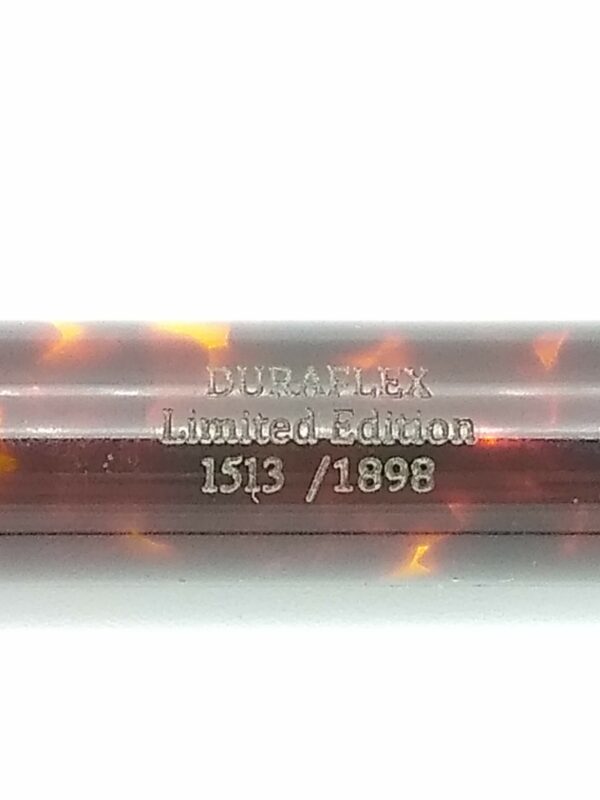 DURAFLEX
Limited Edition
1513 /1898